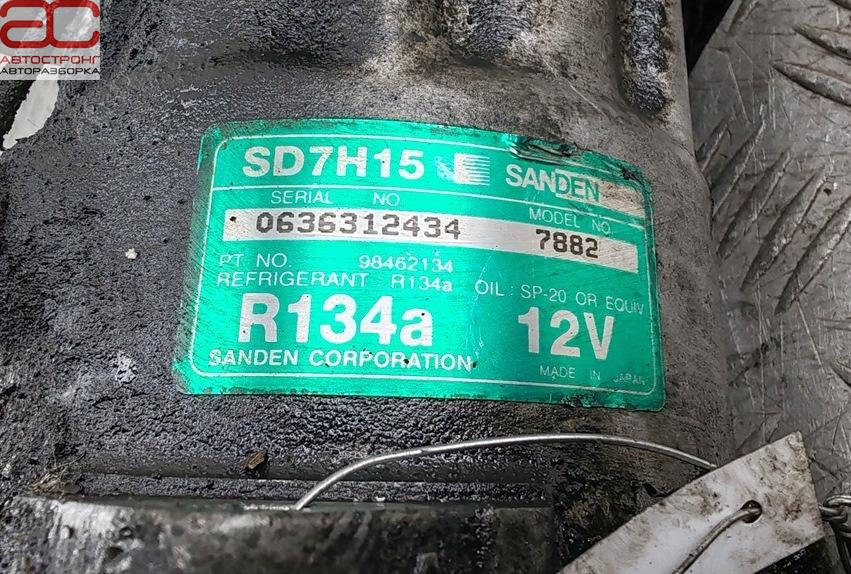 АС
АВТОСТРОНГ
АВТОРАЗБОРКА
SD7H15 SANDEN
SERIAL NO MODEL NO.
0636312434 7882
PT NO. 98462134
REFRIGERANT : R134a OIL : SP-20 OR EQUIV
R134a 12V
SANDEN CORPORATION MADE IN JAPAN